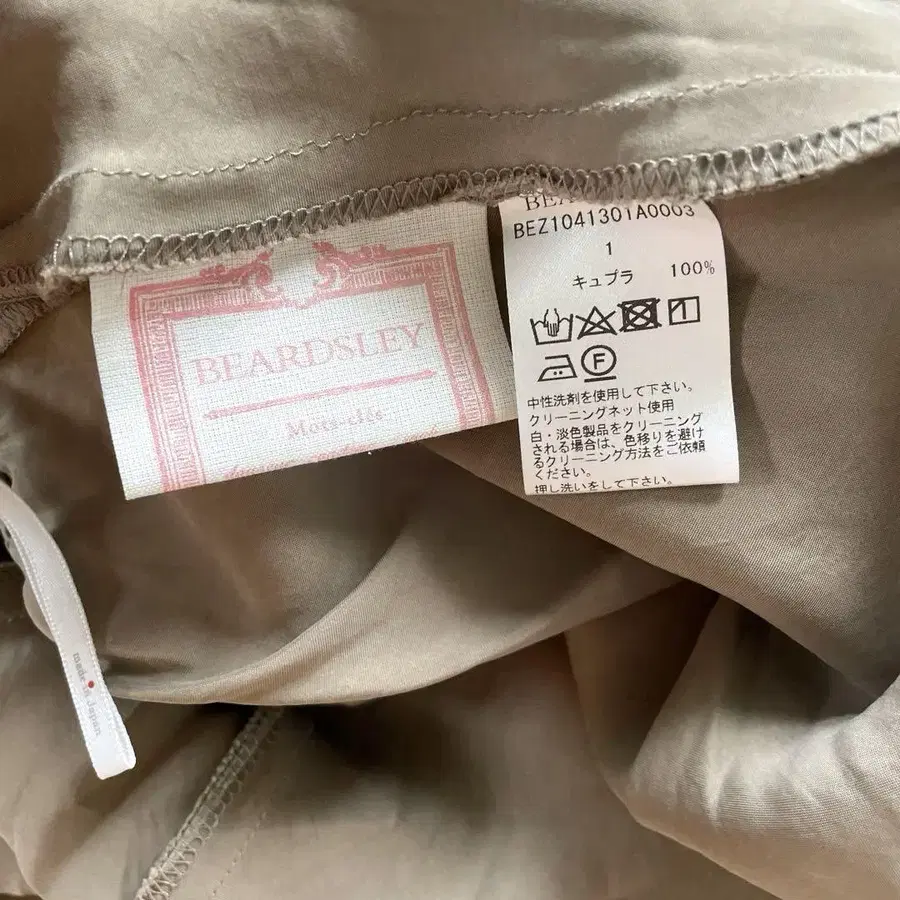 BEARDSLEY
Mots-clés
BEZ1041301A0003
1
キュプラ 100%
F
中性洗剤を使用して下さい。
クリーニングネット使用
白・淡色製品をクリーニング
される場合は、色移りを避け
るクリーニング方法をご依頼
ください。
押し洗いをして下さい。
made in Japan